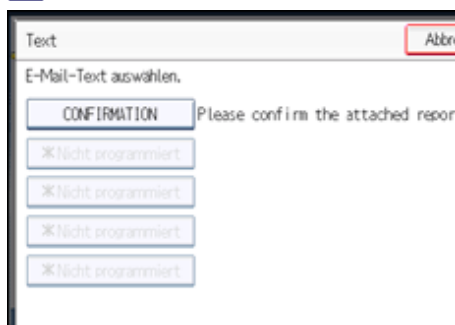 Text Abbr
E-Mail-Text auswählen.
CONFIRMATION Please confirm the attached repor
*Nicht programmiert
*Nicht programmiert
*Nicht programmiert
*Nicht programmiert